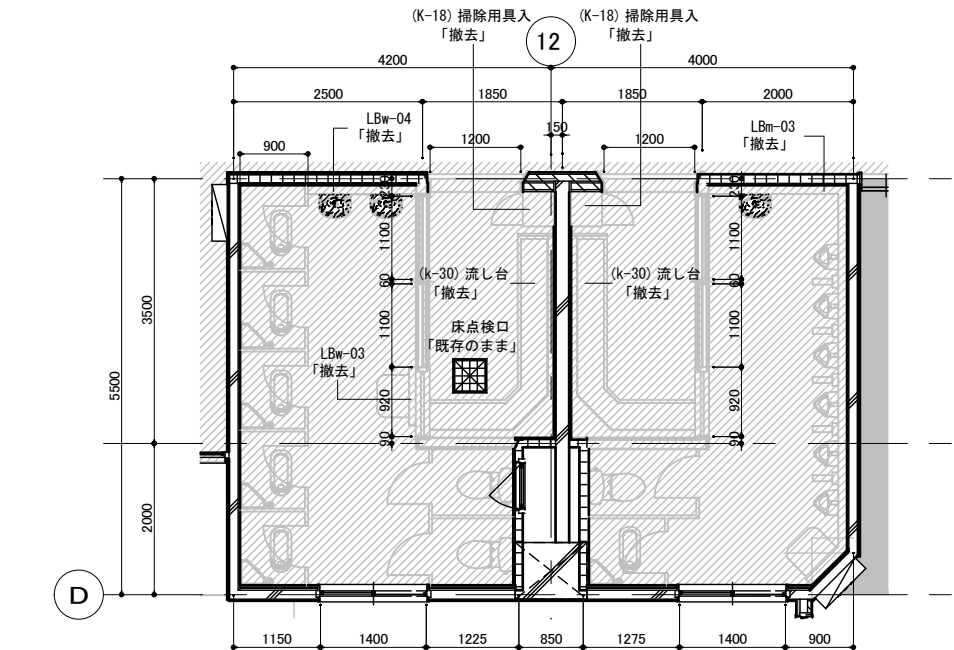 (K-18) 掃除用具入
「撤去」
(K-18) 掃除用具入
「撤去」
12
4200
4000
2500
1850
1850
2000
LBw-04
「撤去」
150
LBm-03
「撤去」
900
1200
1200
230
230
1100
1100
60
60
(k-30) 流し台
「撤去」
(k-30) 流し台
「撤去」
3500
1100
1100
床点検口
「既存のまま」
LBw-03
「撤去」
5500
920
920
90
90
2000
D
1150
1400
1225
850
1275
1400
900